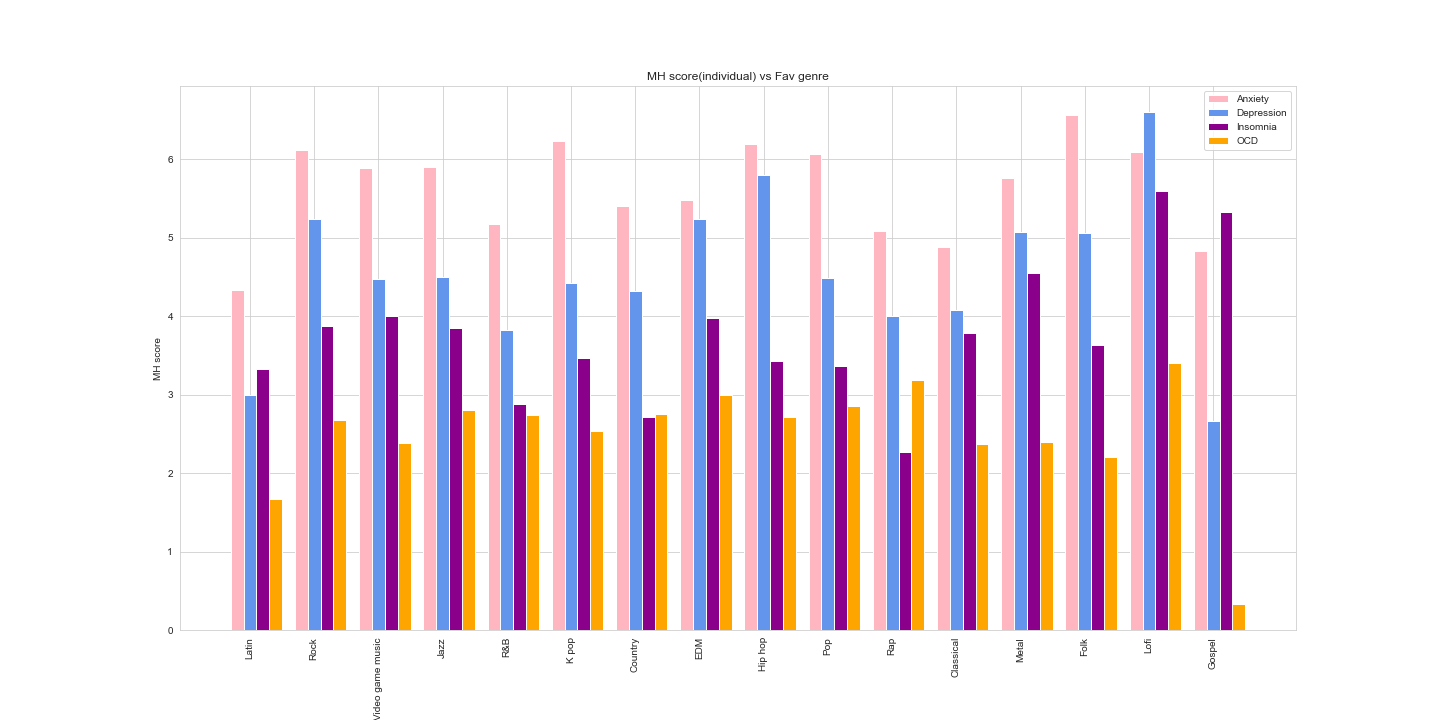 MH score(individual) vs Fav genre
Anxiety
Depression
Insomnia
OCD
MH score
6
5
4
3
2
1
0
Latin
Rock
Video game music
Jazz
R&B
K pop
Country
EDM
Hip hop
Pop
Rap
Classical
Metal
Folk
Lofi
Gospel